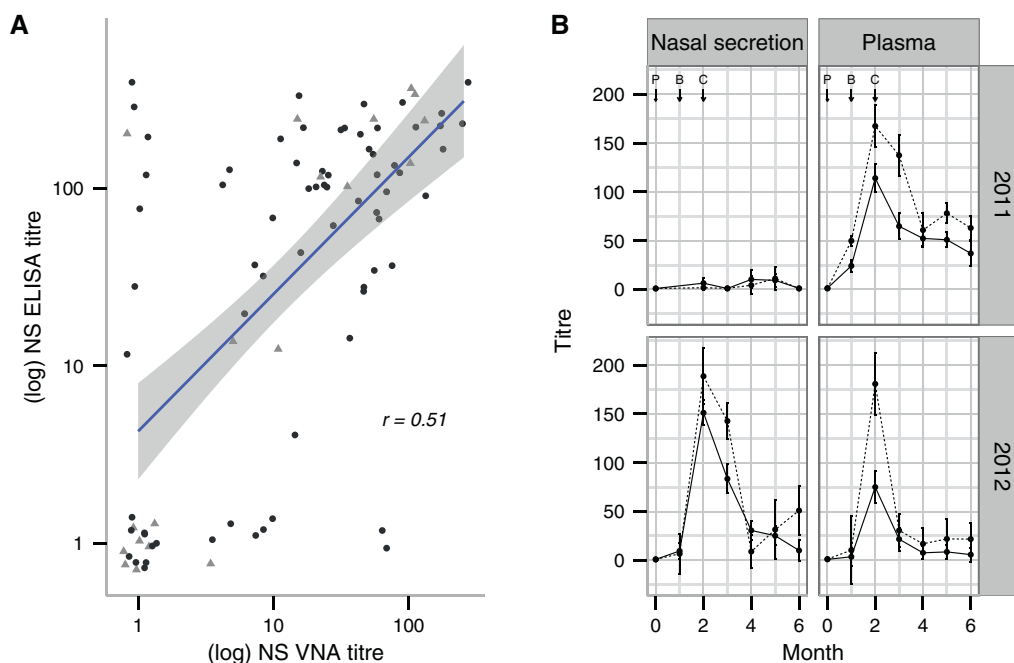 A
(log) NS ELISA titre
100
10
1
r = 0.51
1 10 100
(log) NS VNA titre
B
Nasal secretion Plasma
P B C P B C
Titre
200
150
100
50
0
2011
200
150
100
50
0
2012
0 2 4 6 0 2 4 6
Month